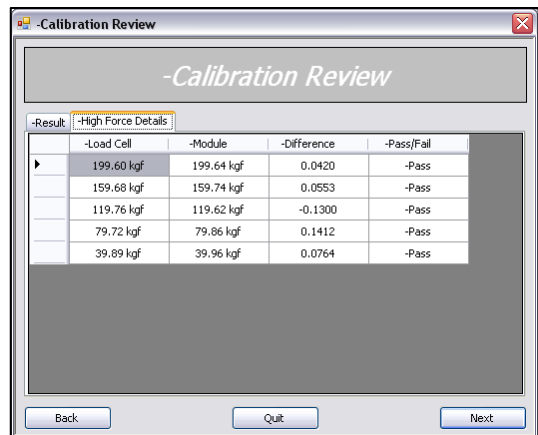 -Calibration Review
-Calibration Review
-Result -High Force Details
-Load Cell -Module -Difference -Pass/Fail
199.60 kgf 199.64 kgf 0.0420 -Pass
159.68 kgf 159.74 kgf 0.0553 -Pass
119.76 kgf 119.62 kgf -0.1300 -Pass
79.72 kgf 79.86 kgf 0.1412 -Pass
39.89 kgf 39.96 kgf 0.0764 -Pass
Back Quit Next